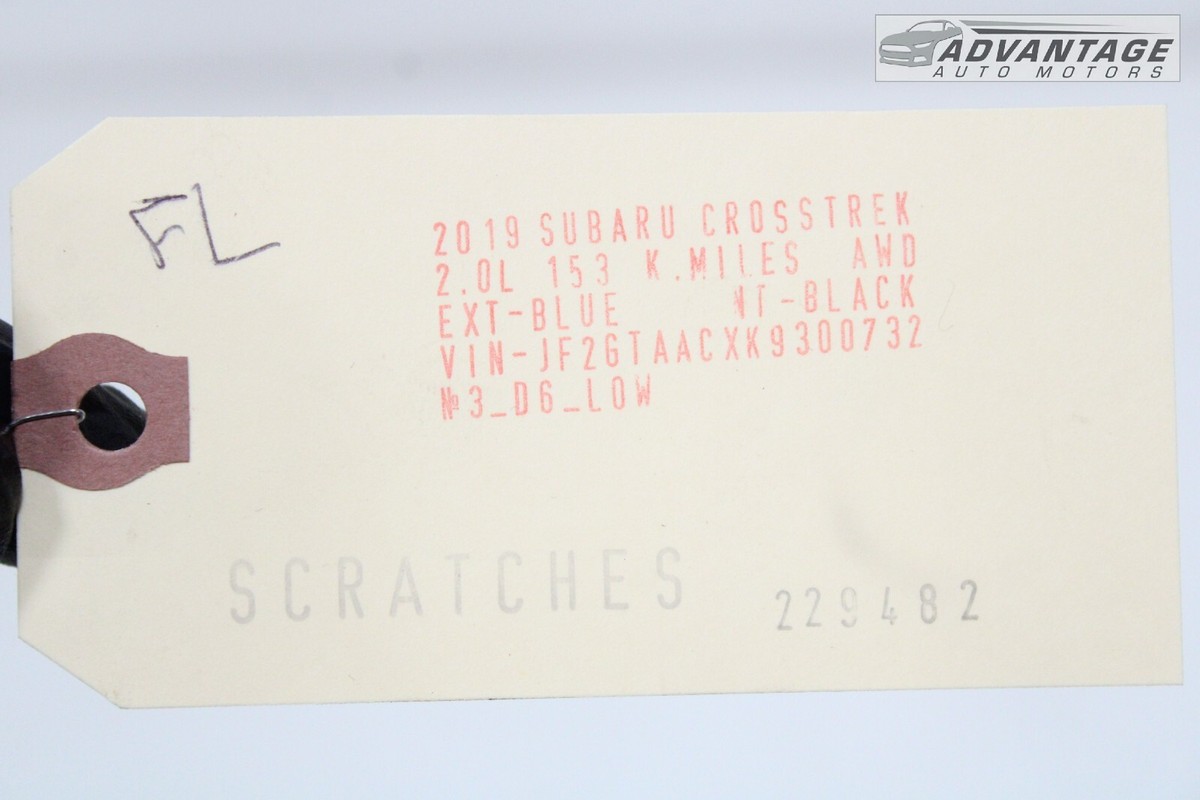 ADVANTAGE
AUTO MOTORS
FL
2019 SUBARU CROSSTREK
2.0L 153 K.MILES AWD
EXT-BLUE NT-BLACK
VIN-JF2GTAACXK9300732
№3_D6_LOW
SCRATCHES
229482